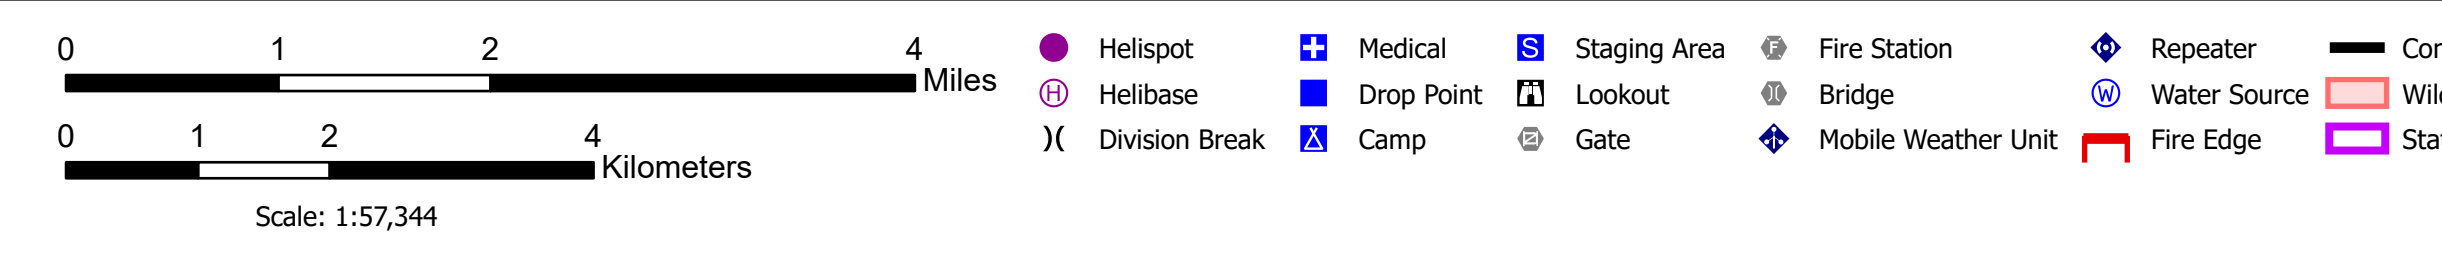 0 1 2 4
Miles
0 1 2 4
Kilometers
Scale: 1:57,344
Helispot
Helibase
Division Break
Medical
Drop Point
Camp
S Staging Area
Lookout
Gate
F Fire Station
Bridge
Mobile Weather Unit
Repeater
W Water Source
Fire Edge